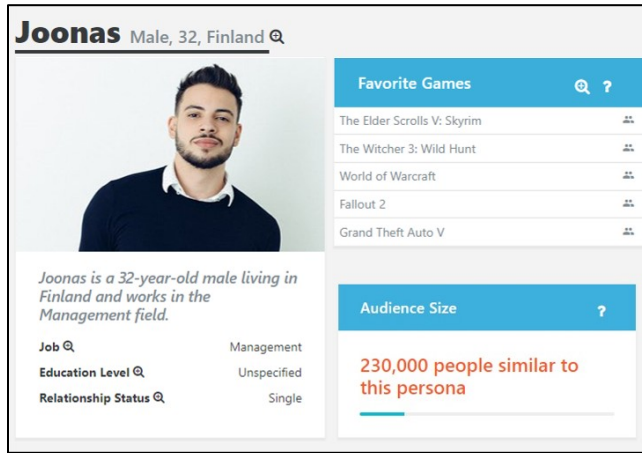 Joonas Male, 32, Finland
Joonas is a 32-year-old male living in
Finland and works in the
Management field.
Job Management
Education Level Unspecified
Relationship Status Single
Favorite Games ?
The Elder Scrolls V: Skyrim
The Witcher 3: Wild Hunt
World of Warcraft
Fallout 2
Grand Theft Auto V
Audience Size ?
230,000 people similar to
this persona